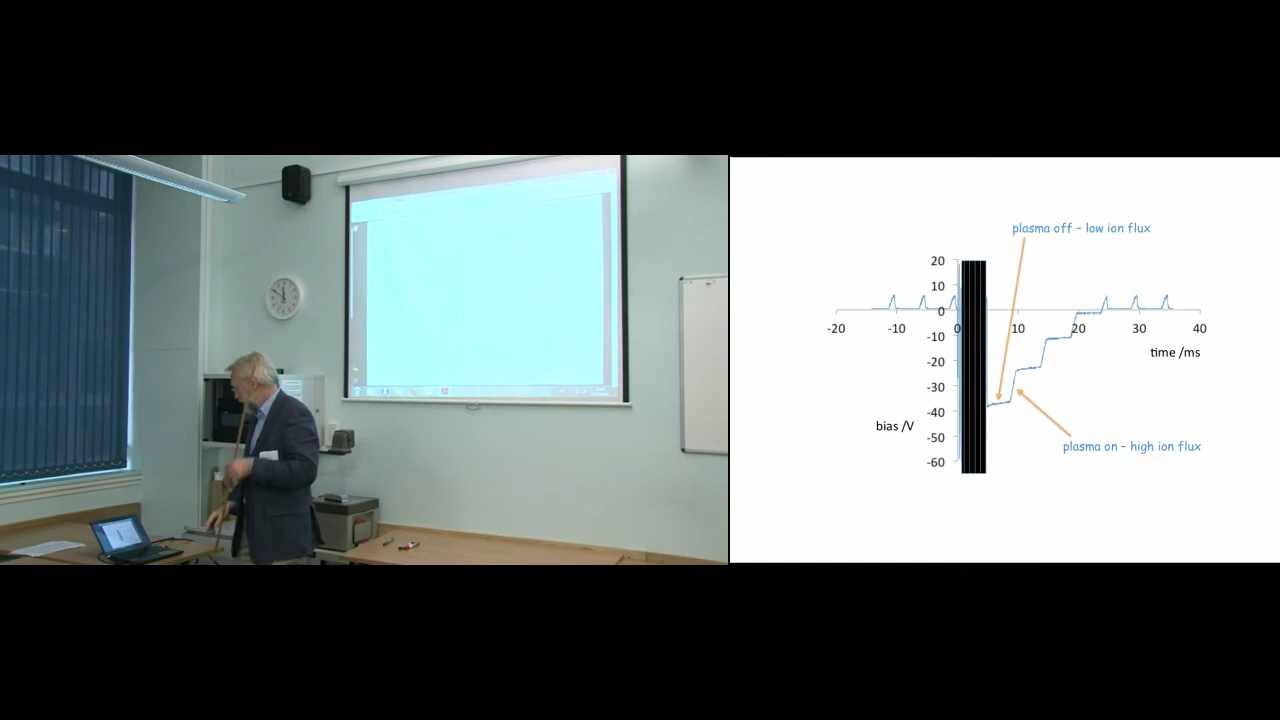 plasma off – low ion flux
20
10
0
-20 -10 0 10 20 30 40
-10
time /ms
-20
-30
-40
bias /V
plasma on – high ion flux
-50
-60